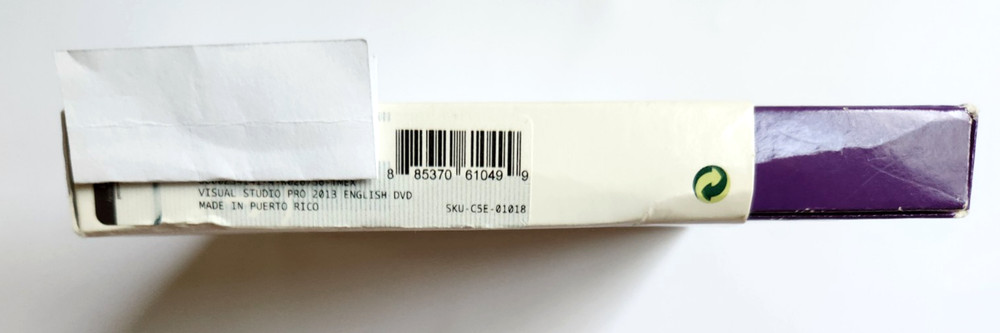 8 85370 61049 9
VISUAL STUDIO PRO 2013 ENGLISH DVD
MADE IN PUERTO RICO
SKU-C5E-01018